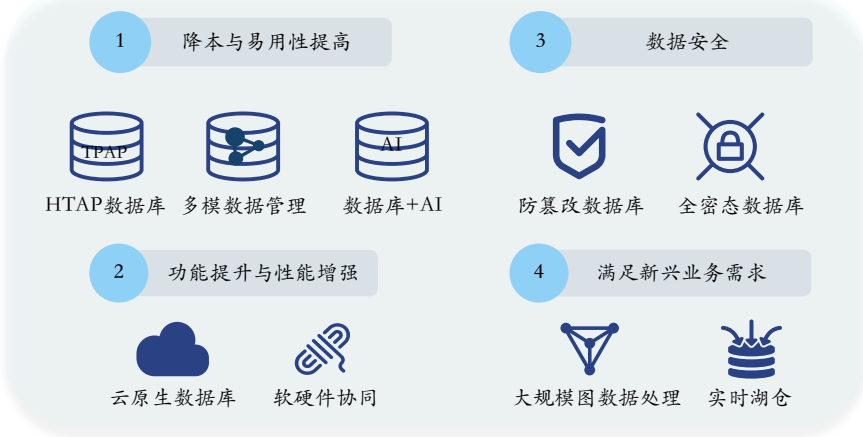 1 降本与易用性提高
TPAP
AI
HTAP数据库 多模数据管理 数据库+AI
2 功能提升与性能增强
云原生数据库 软硬件协同
3 数据安全
防篡改数据库 全密态数据库
4 满足新兴业务需求
大规模图数据处理 实时湖仓